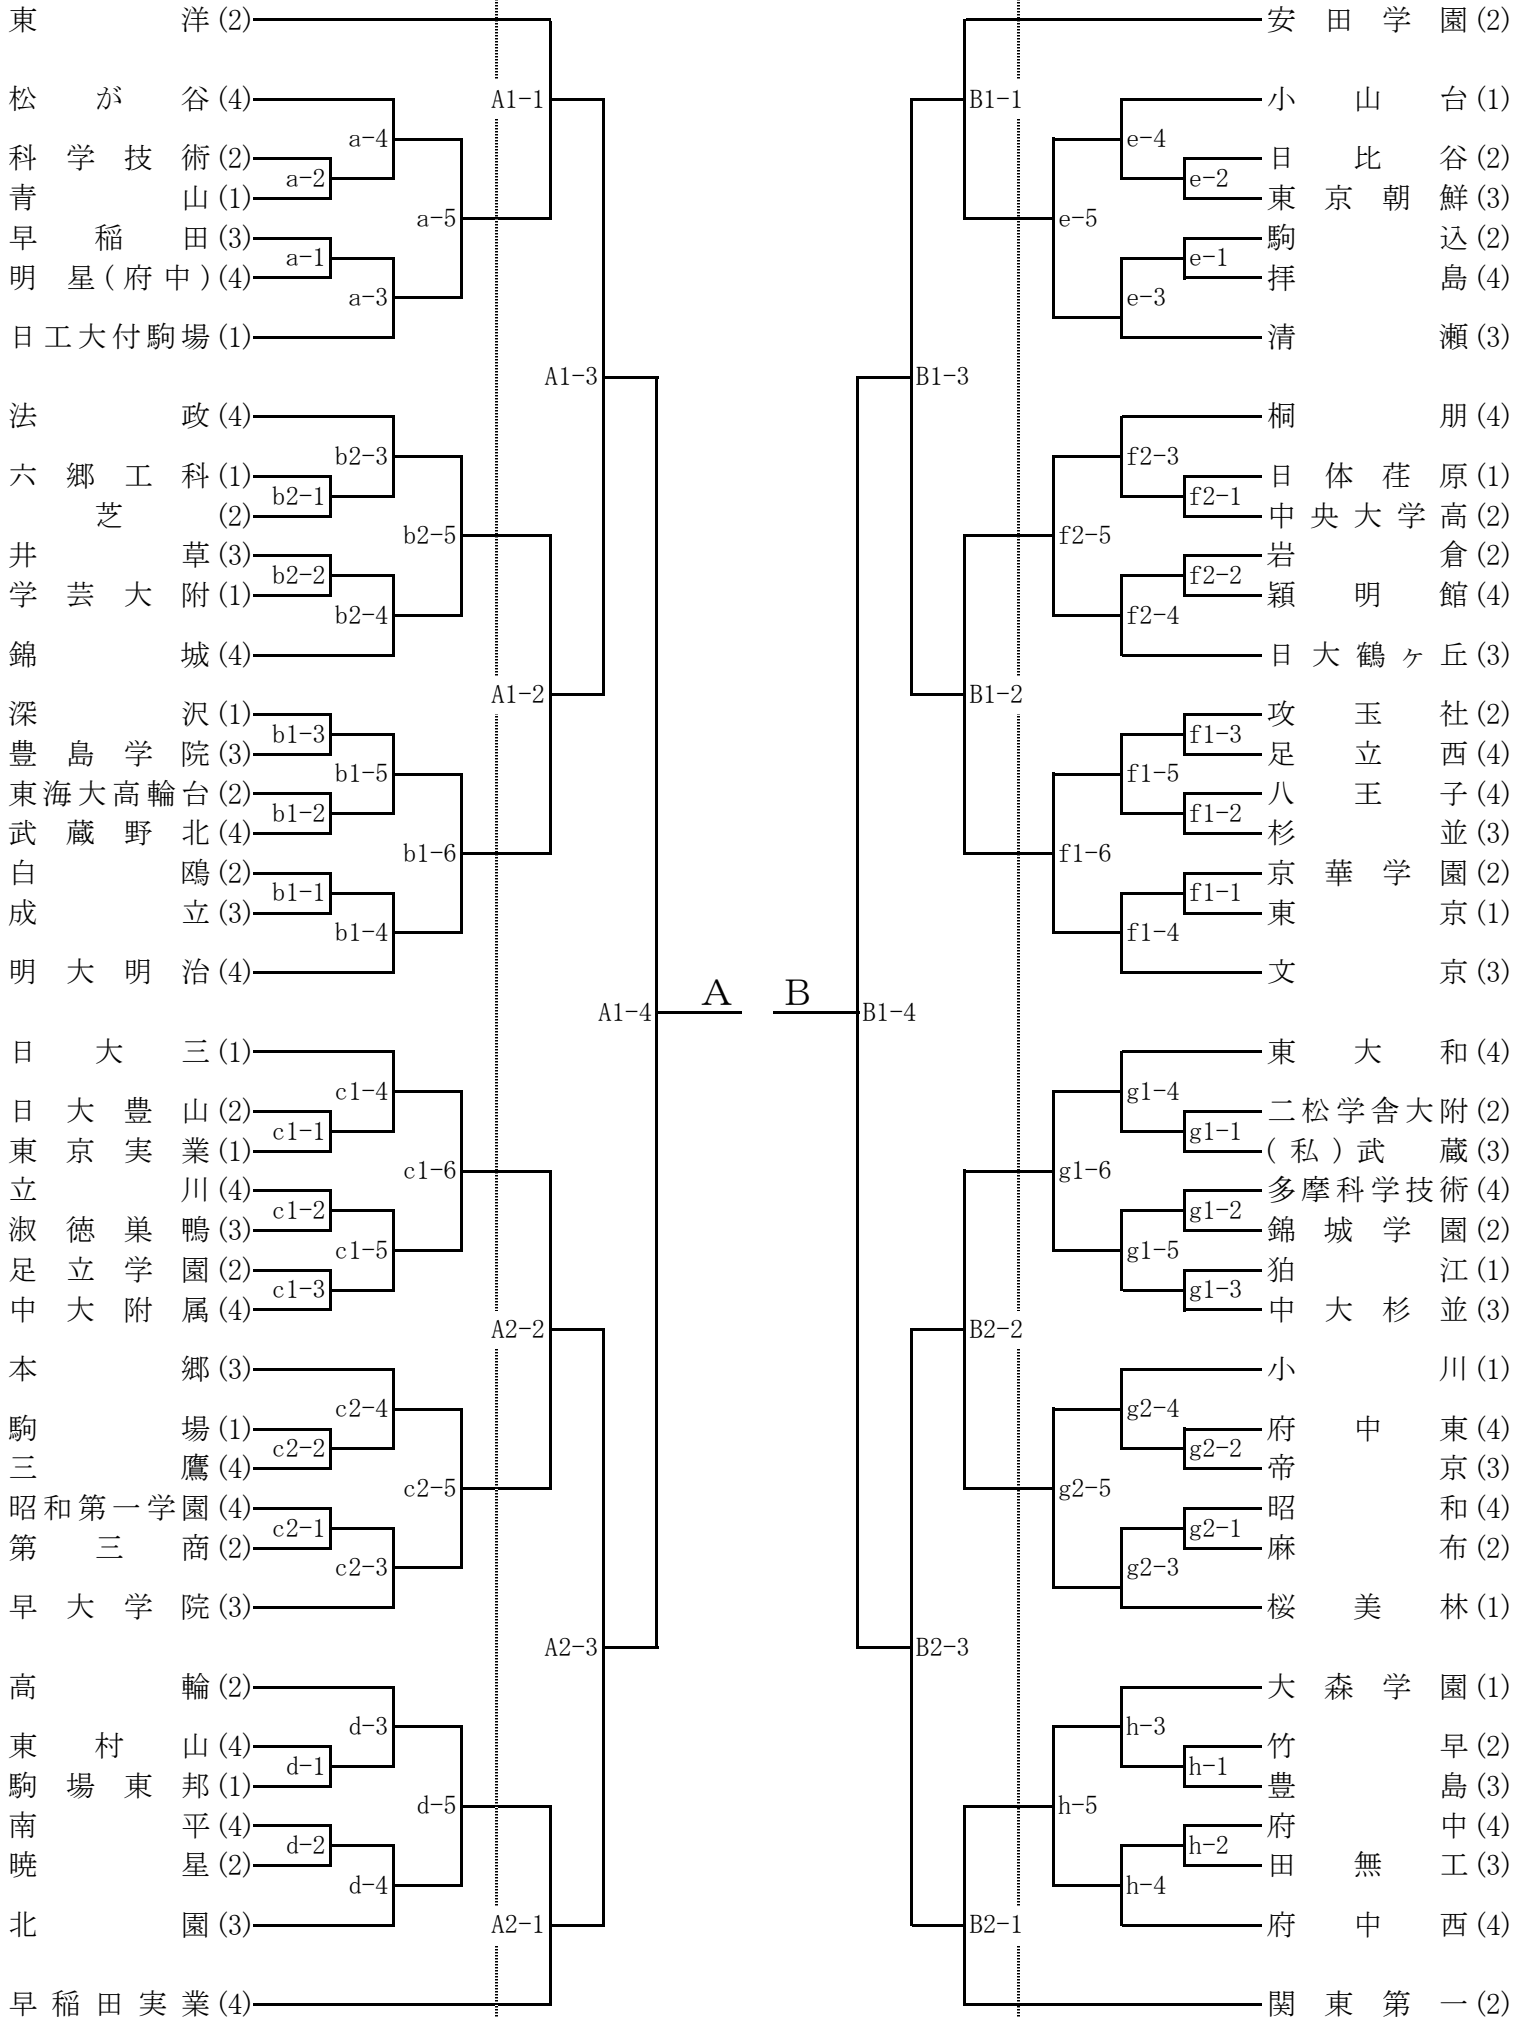 東洋(2)
松が谷(4)
科学技術(2)
青山(1)
早稲田(3)
明星(府中)(4)
日工大付駒場(1)
法政(4)
六郷工科(1)
芝(2)
井草(3)
学芸大附(1)
錦城(4)
深沢(1)
豊島学院(3)
東海大高輪台(2)
武蔵野北(4)
白鴎(2)
成立(3)
明大明治(4)
日大三(1)
日大豊山(2)
東京実業(1)
立川(4)
淑徳巣鴨(3)
足立学園(2)
中大附属(4)
本郷(3)
駒場(1)
三鷹(4)
昭和第一学園(4)
第三商(2)
早大学院(3)
高輪(2)
東村山(4)
駒場東邦(1)
南平(4)
暁星(2)
北園(3)
早稲田実業(4)
a-4
a-2
a-5
a-1
a-3
b2-3
b2-1
b2-5
b2-2
b2-4
b1-3
b1-5
b1-2
b1-6
b1-1
b1-4
c1-4
c1-1
c1-6
c1-2
c1-5
c1-3
c2-4
c2-2
c2-5
c2-1
c2-3
d-3
d-1
d-5
d-2
d-4
A1-1
A1-3
A1-2
A1-4
A2-2
A2-3
A2-1
A
B
B1-1
B1-3
B1-2
B1-4
B2-2
B2-3
B2-1
e-4
e-2
e-5
e-1
e-3
f2-3
f2-1
f2-5
f2-2
f2-4
f1-3
f1-5
f1-2
f1-6
f1-1
f1-4
g1-4
g1-1
g1-6
g1-2
g1-5
g1-3
g2-4
g2-2
g2-5
g2-1
g2-3
h-3
h-1
h-5
h-2
h-4
安田学園(2)
小山台(1)
日比谷(2)
東京朝鮮(3)
駒込(2)
拝島(4)
清瀬(3)
桐朋(4)
日体荏原(1)
中央大学高(2)
岩倉(2)
穎明館(4)
日大鶴ヶ丘(3)
攻玉社(2)
足立西(4)
八王子(4)
杉並(3)
京華学園(2)
東京(1)
文京(3)
東大和(4)
二松学舎大附(2)
(私)武蔵(3)
多摩科学技術(4)
錦城学園(2)
狛江(1)
中大杉並(3)
小川(1)
府中東(4)
帝京(3)
昭和(4)
麻布(2)
桜美林(1)
大森学園(1)
竹早(2)
豊島(3)
府中(4)
田無工(3)
府中西(4)
関東第一(2)